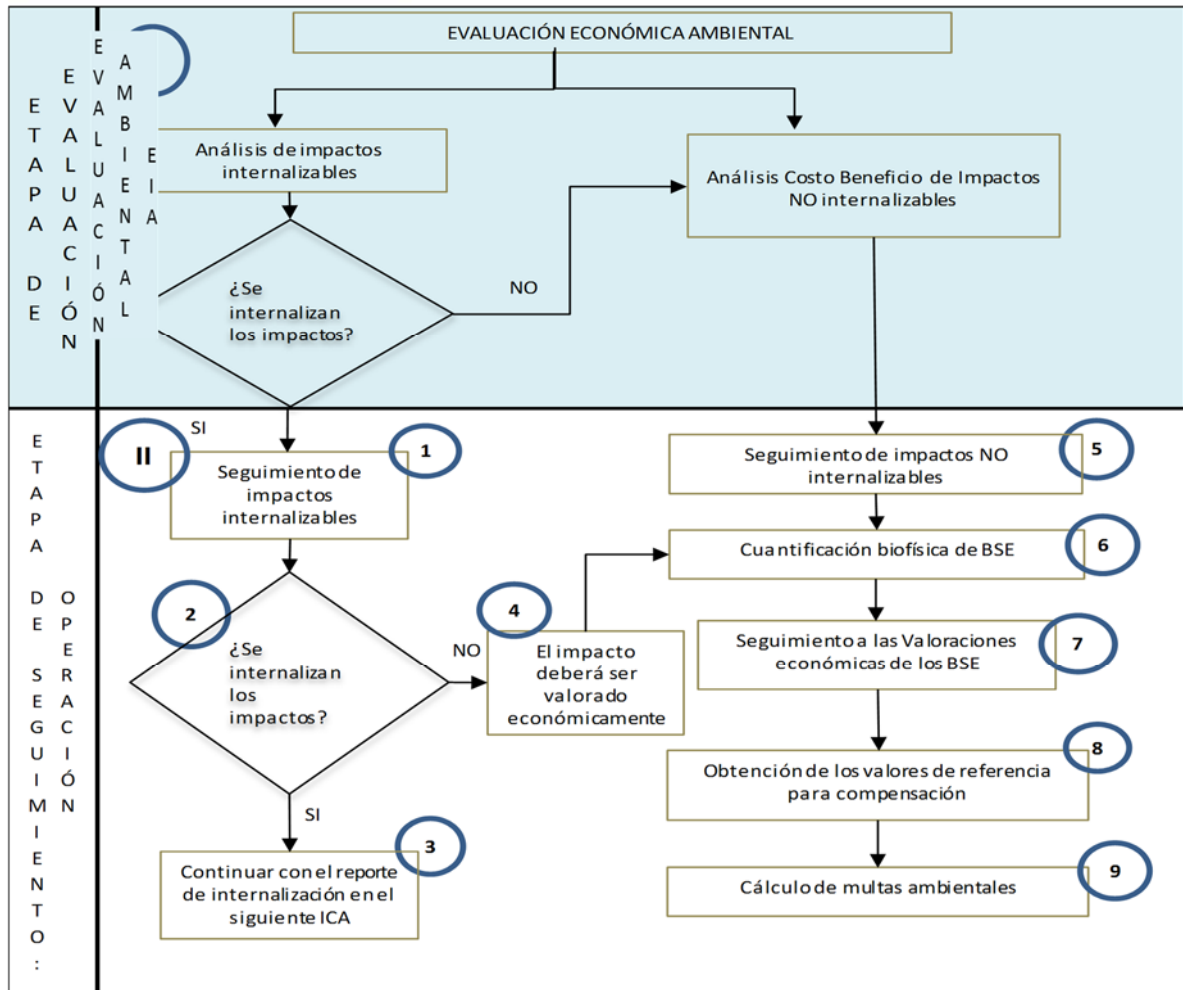 EVALUACIÓN ECONÓMICA AMBIENTAL
ETAPA DE
EVALUACIÓN
EVALUACIÓN
AMBIENTAL
EIA
Análisis de impactos
internalizables
Análisis Costo Beneficio de Impactos
NO internalizables
¿Se
internalizan
los impactos?
NO
SI
ETAPA DE SEGUIMIENTO:
OPERACIÓN
II
1
Seguimiento de
impactos
internalizables
2
¿Se
internalizan
los
impactos?
NO
4
El impacto
deberá ser
valorado
económicamente
SI
3
Continuar con el reporte
de internalización en el
siguiente ICA
5
Seguimiento de impactos NO
internalizables
6
Cuantificación biofísica de BSE
7
Seguimiento a las Valoraciones
económicas de los BSE
8
Obtención de los valores de referencia
para compensación
9
Cálculo de multas ambientales